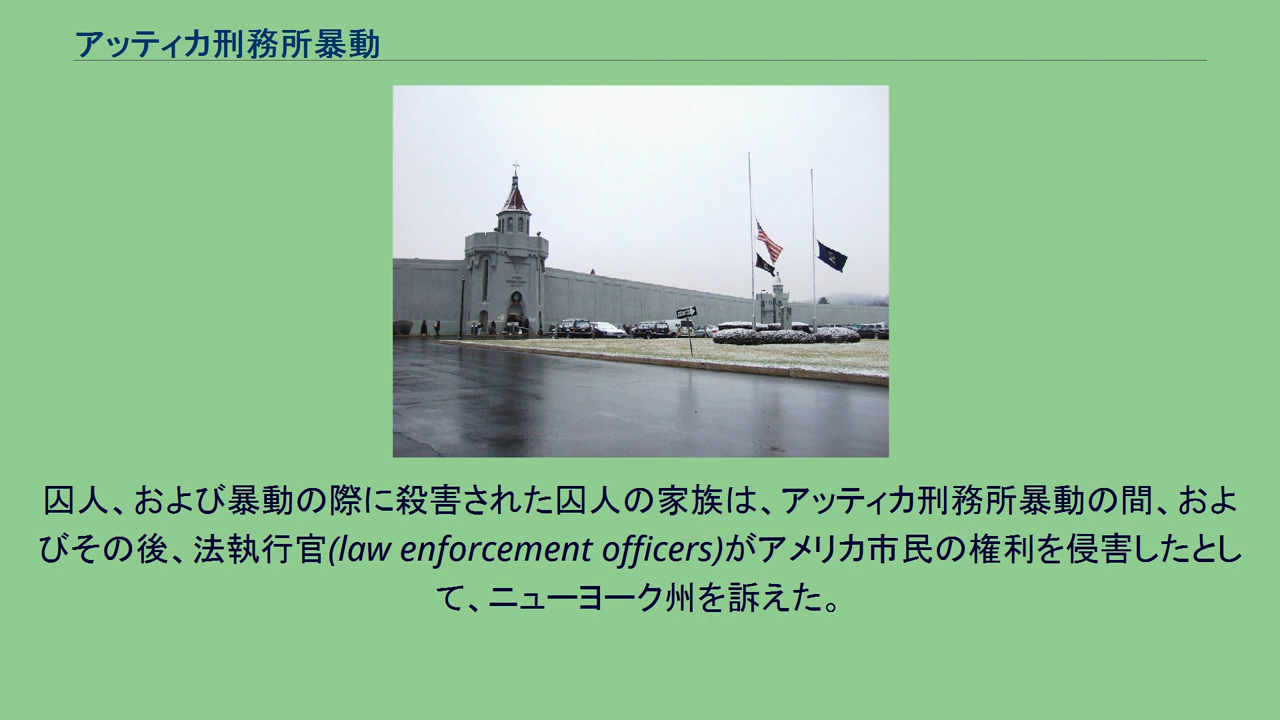 アッティカ刑務所暴動
囚人、および暴動の際に殺害された囚人の家族は、アッティカ刑務所暴動の間、およ
びその後、法執行官(law enforcement officers)がアメリカ市民の権利を侵害したとし
て、ニューヨーク州を訴えた。